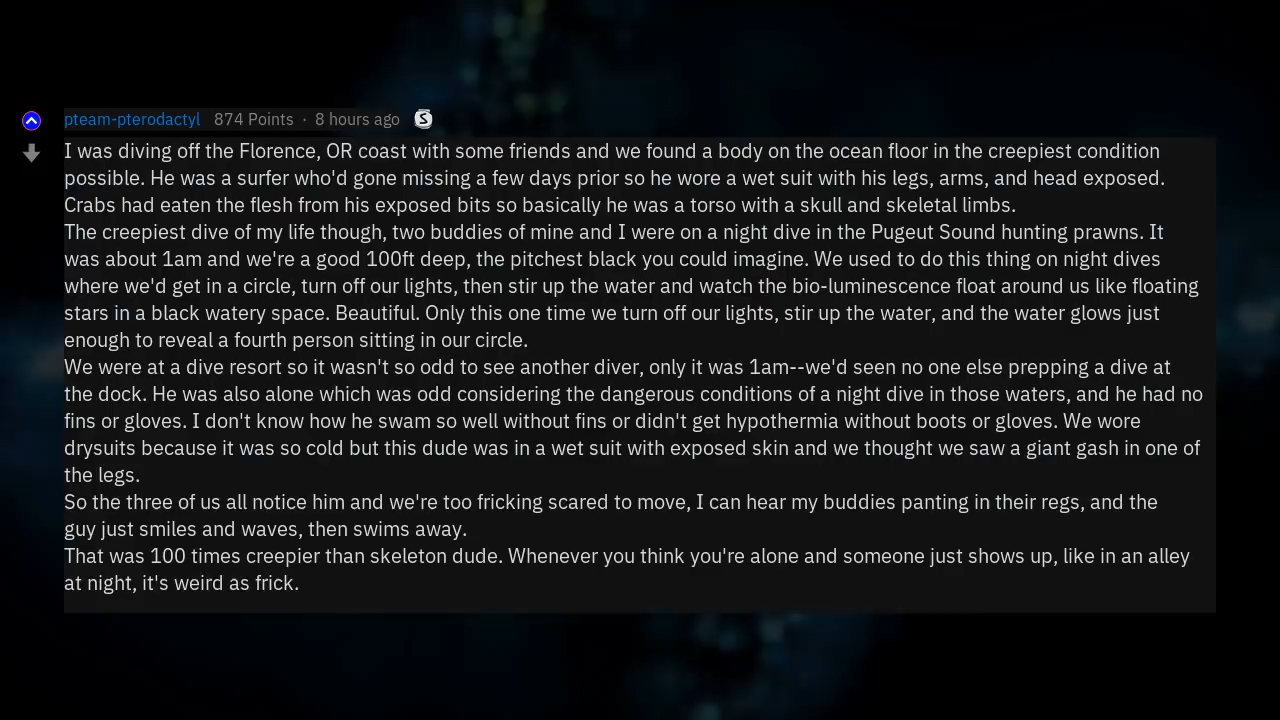 pteam-pterodactyl 874 Points · 8 hours ago S
I was diving off the Florence, OR coast with some friends and we found a body on the ocean floor in the creepiest condition
possible. He was a surfer who'd gone missing a few days prior so he wore a wet suit with his legs, arms, and head exposed.
Crabs had eaten the flesh from his exposed bits so basically he was a torso with a skull and skeletal limbs.
The creepiest dive of my life though, two buddies of mine and I were on a night dive in the Pugeut Sound hunting prawns. It
was about 1am and we're a good 100ft deep, the pitchest black you could imagine. We used to do this thing on night dives
where we'd get in a circle, turn off our lights, then stir up the water and watch the bio-luminescence float around us like floating
stars in a black watery space. Beautiful. Only this one time we turn off our lights, stir up the water, and the water glows just
enough to reveal a fourth person sitting in our circle.
We were at a dive resort so it wasn't so odd to see another diver, only it was 1am--we'd seen no one else prepping a dive at
the dock. He was also alone which was odd considering the dangerous conditions of a night dive in those waters, and he had no
fins or gloves. I don't know how he swam so well without fins or didn't get hypothermia without boots or gloves. We wore
drysuits because it was so cold but this dude was in a wet suit with exposed skin and we thought we saw a giant gash in one of
the legs.
So the three of us all notice him and we're too fricking scared to move, I can hear my buddies panting in their regs, and the
guy just smiles and waves, then swims away.
That was 100 times creepier than skeleton dude. Whenever you think you're alone and someone just shows up, like in an alley
at night, it's weird as frick.